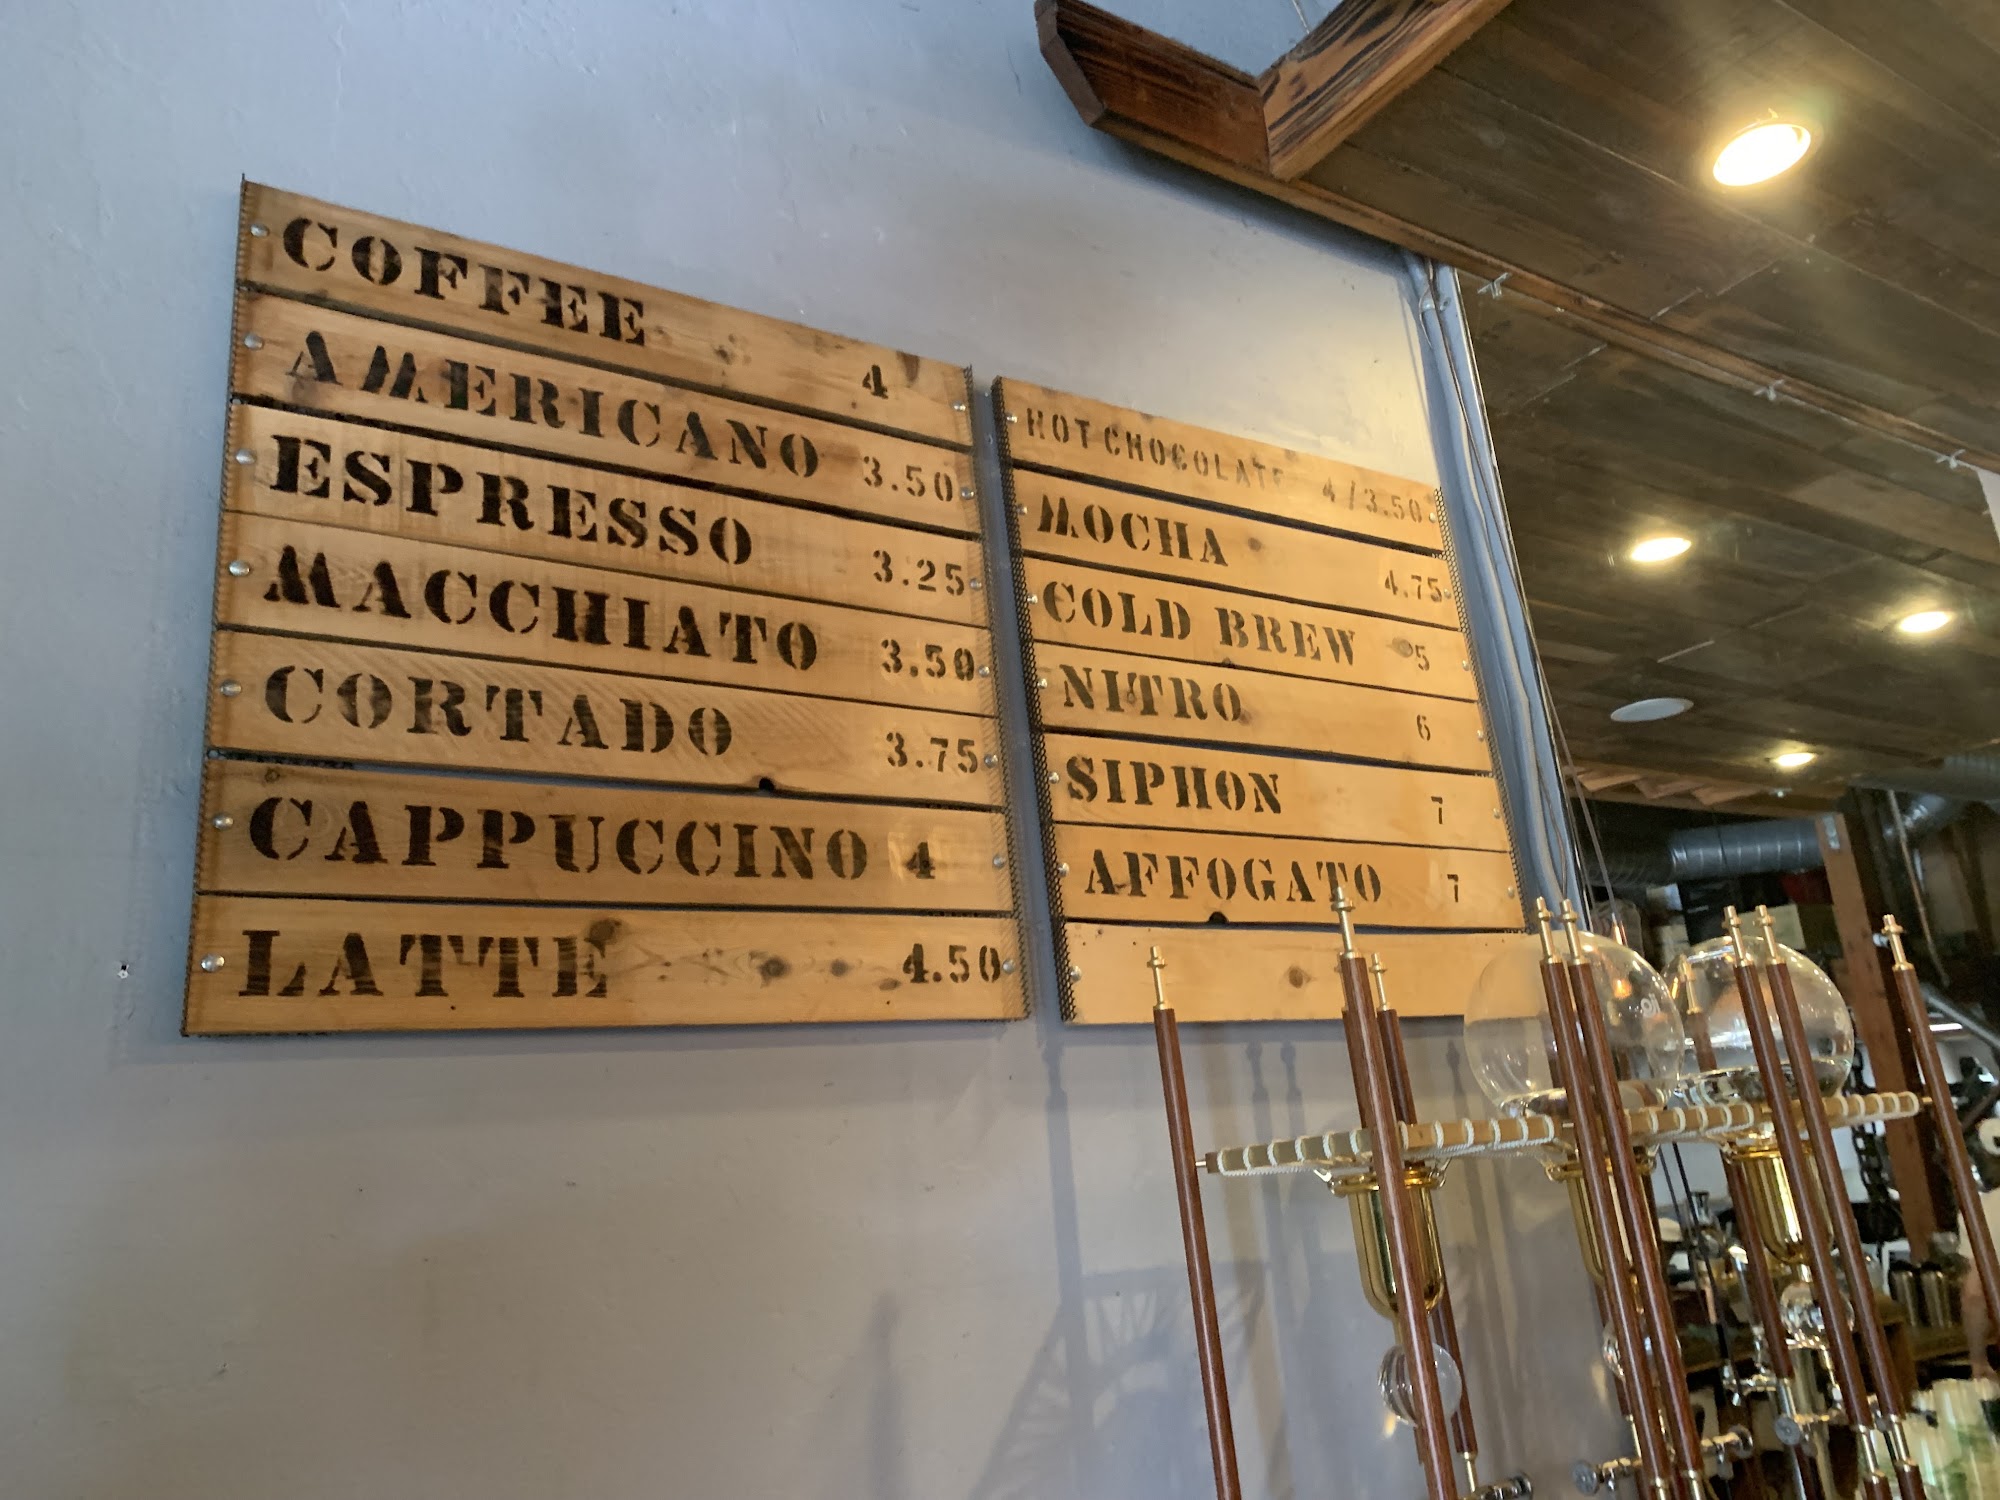 COFFEE 4
AMERICANO 3.50
ESPRESSO 3.25
MACCHIATO 3.50
CORTADO 3.75
CAPPUCCINO 4
LATTE 4.50
HOT CHOCOLATE 4/3.50
MOCHA 4.75
COLD BREW 5
NITRO 6
SIPHON 7
AFFOGATO 7